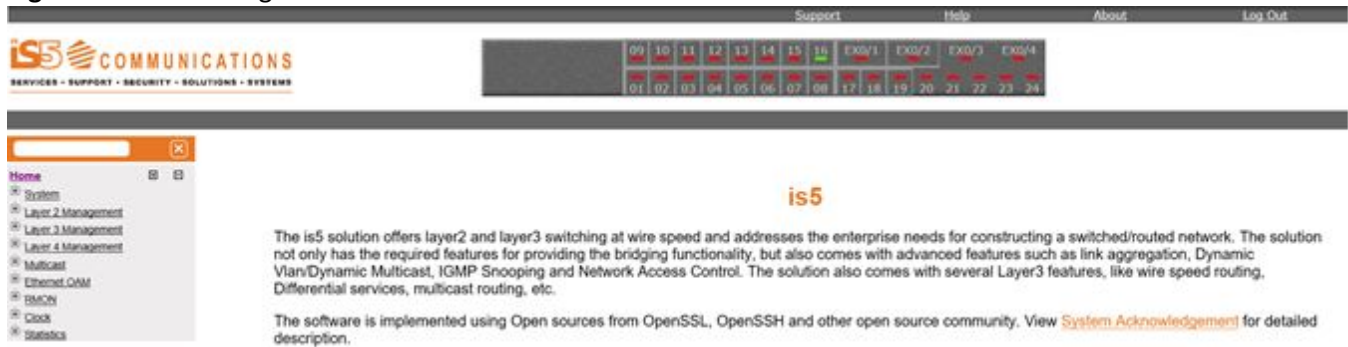 Support Help About Log Out
iS5 COMMUNICATIONS
SERVICES • SUPPORT • SECURITY • SOLUTIONS • SYSTEMS
09 10 11 12 13 14 15 16 EX0/1 EX0/2 EX0/3 EX0/4
01 02 03 04 05 06 07 08 17 18 19 20 21 22 23 24
Home
System
Layer 2 Management
Layer 3 Management
Layer 4 Management
Multicast
Ethernet OAM
RMON
Clock
Statistics
is5
The is5 solution offers layer2 and layer3 switching at wire speed and addresses the enterprise needs for constructing a switched/routed network. The solution
not only has the required features for providing the bridging functionality, but also comes with advanced features such as link aggregation, Dynamic
Vlan/Dynamic Multicast, IGMP Snooping and Network Access Control. The solution also comes with several Layer3 features, like wire speed routing,
Differential services, multicast routing, etc.
The software is implemented using Open sources from OpenSSL, OpenSSH and other open source community. View System Acknowledgement for detailed
description.